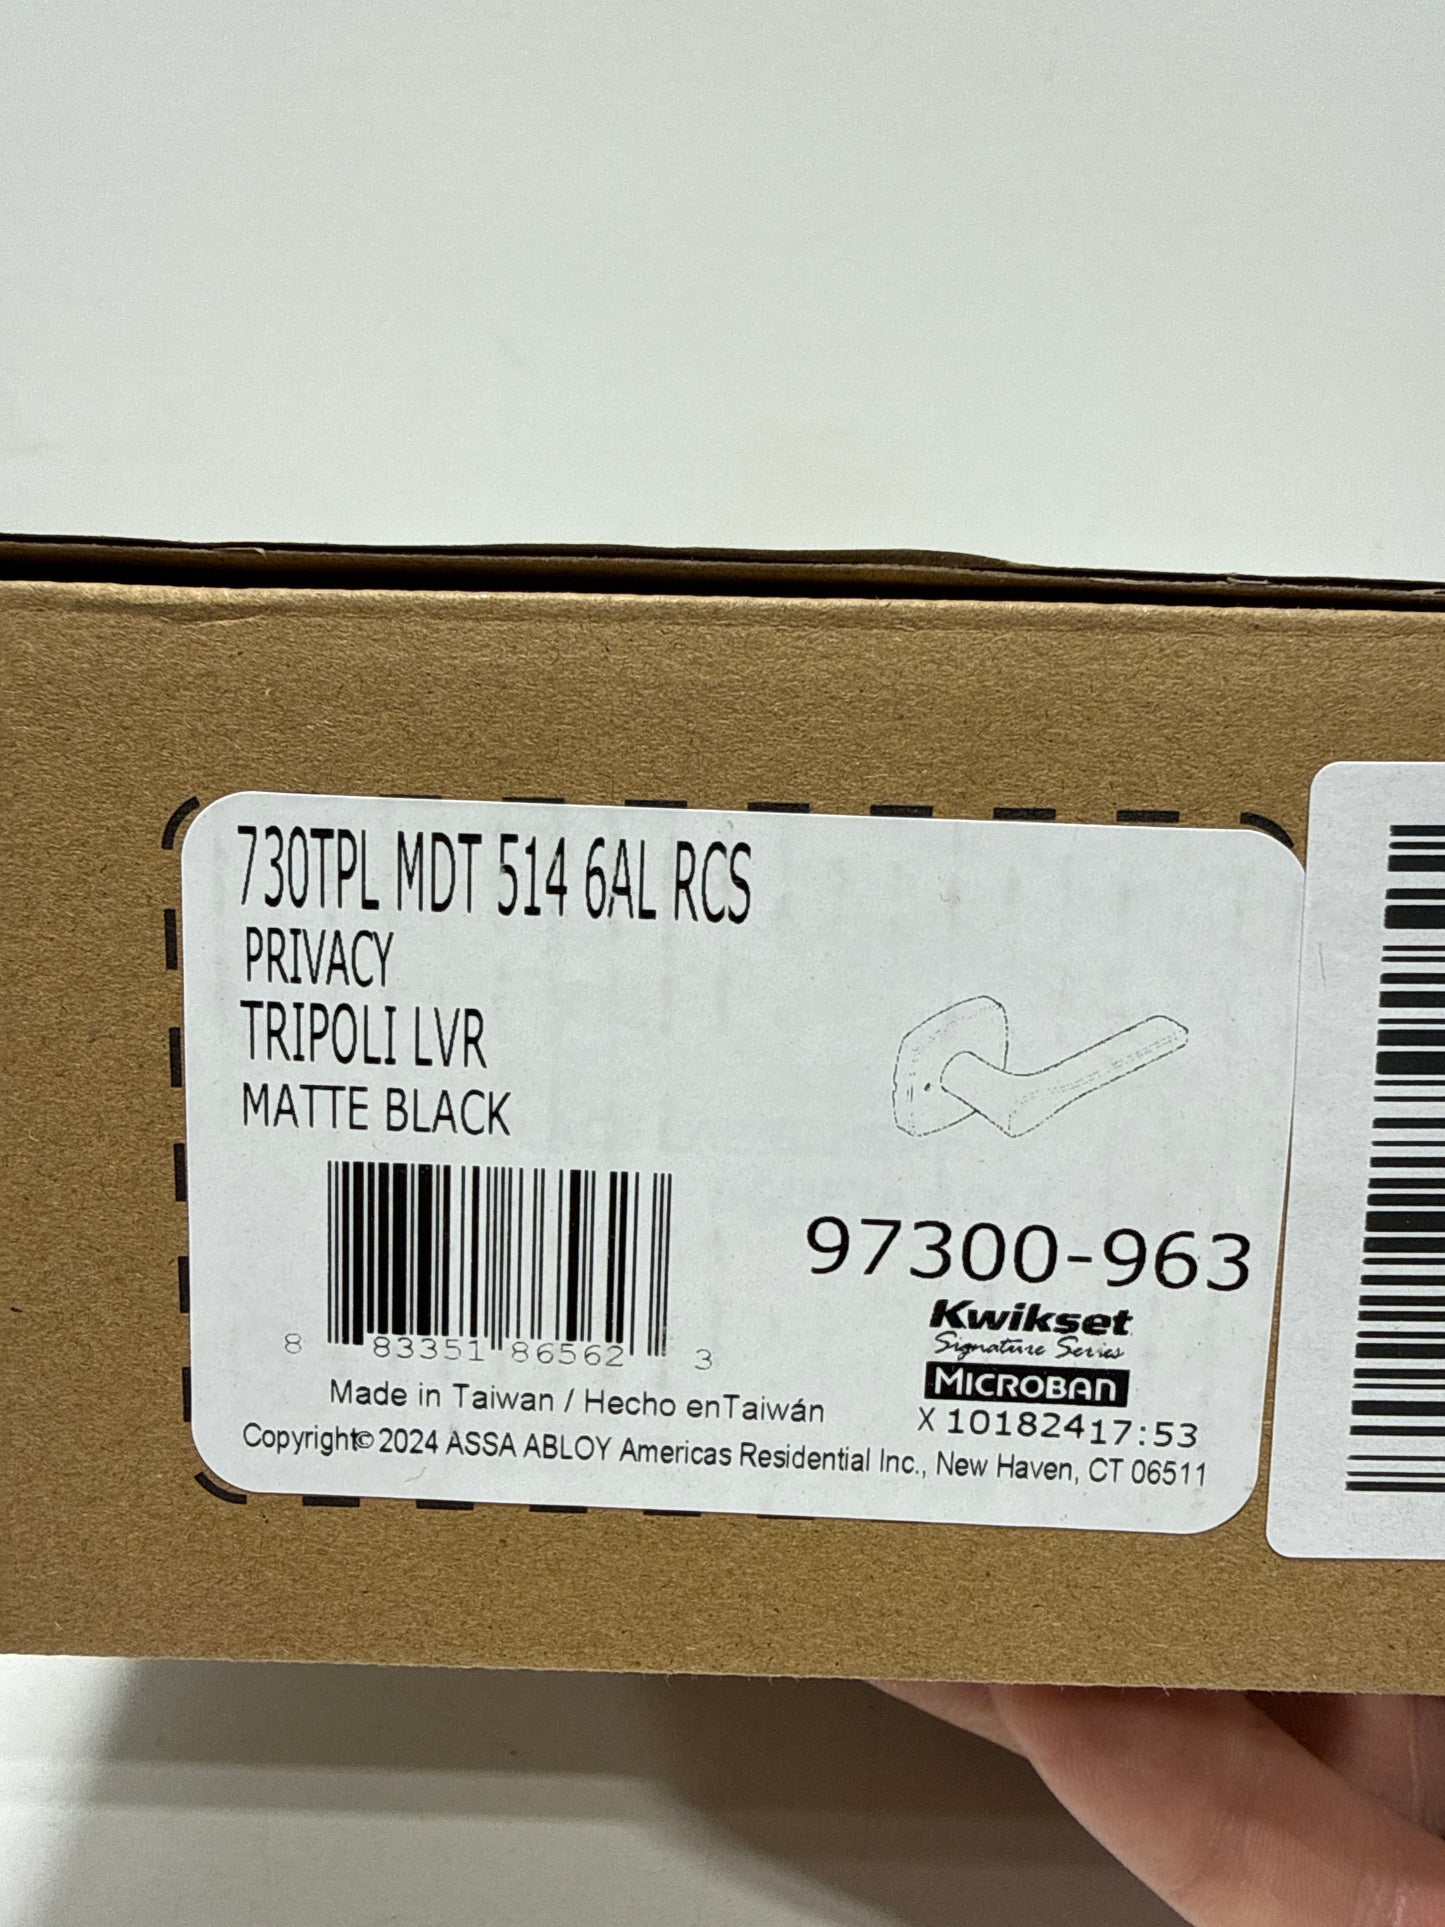 730TPL MDT 514 6AL RCS
PRIVACY
TRIPOLI LVR
MATTE BLACK
8 83351 86562 3
97300-963
Kwikset
Signature Series
MICROBAN
X 10182417:53
Made in Taiwan / Hecho enTaiwán
Copyright© 2024 ASSA ABLOY Americas Residential Inc., New Haven, CT 06511